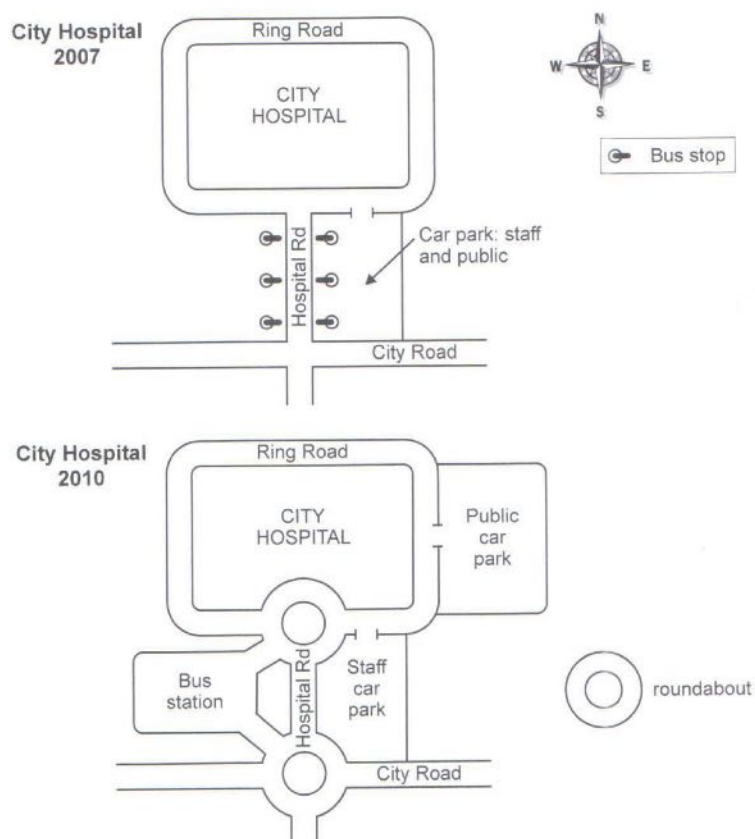 City Hospital
2007
Ring Road
CITY
HOSPITAL
N
W E
S
Bus stop
Hospital Rd
Car park: staff
and public
City Road
City Hospital
2010
Ring Road
CITY
HOSPITAL
Public
car
park
Bus
station
Hospital Rd
Staff
car
park
roundabout
City Road